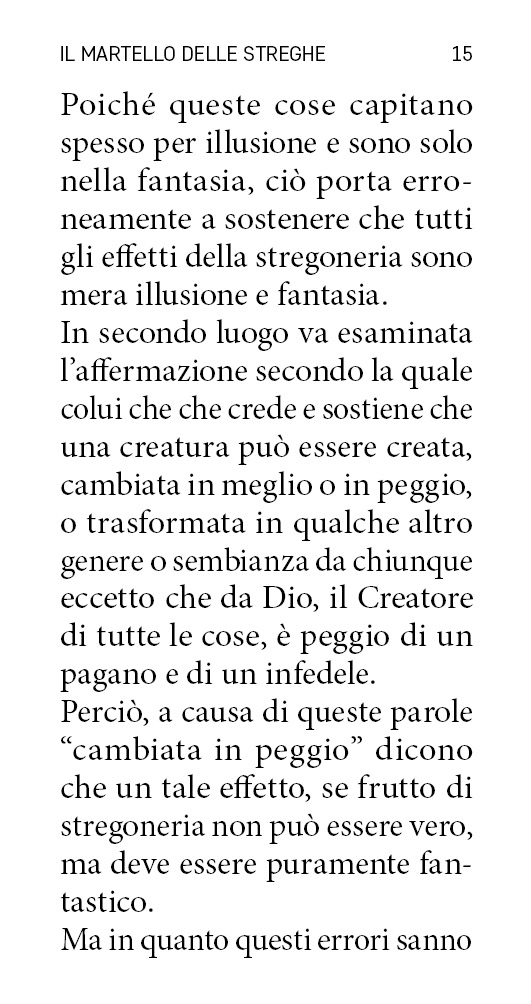 IL MARTELLO DELLE STREGHE 15
Poiché queste cose capitano
spesso per illusione e sono solo
nella fantasia, ciò porta erro-
neamente a sostenere che tutti
gli effetti della stregoneria sono
mera illusione e fantasia.
In secondo luogo va esaminata
l’affermazione secondo la quale
colui che che crede e sostiene che
una creatura può essere creata,
cambiata in meglio o in peggio,
o trasformata in qualche altro
genere o sembianza da chiunque
eccetto che da Dio, il Creatore
di tutte le cose, è peggio di un
pagano e di un infedele.
Perciò, a causa di queste parole
“cambiata in peggio” dicono
che un tale effetto, se frutto di
stregoneria non può essere vero,
ma deve essere puramente fan-
tastico.
Ma in quanto questi errori sanno